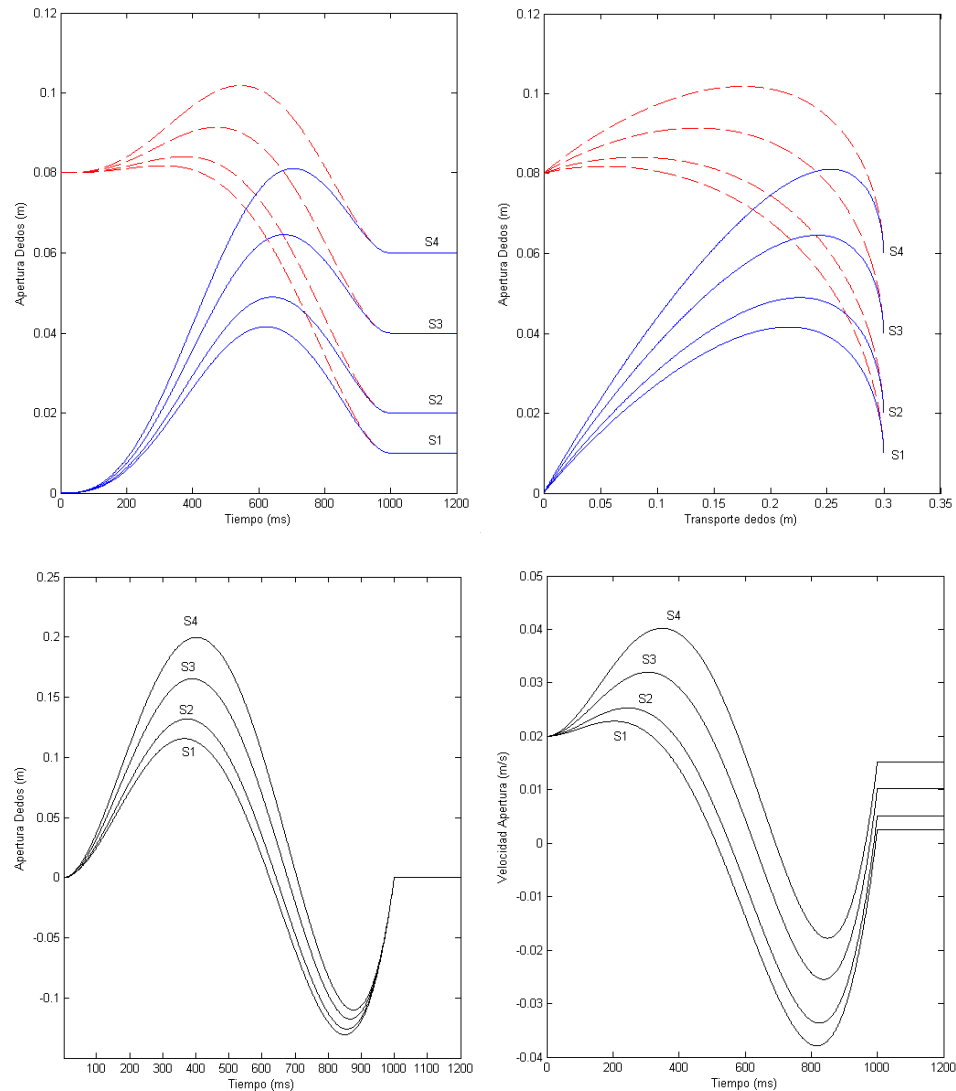 0.12
0.1
0.08
0.06
0.04
0.02
0
Apertura Dedos (m)
S4
S3
S2
S1
0 200 400 600 800 1000 1200
Tiempo (ms)
0.12
0.1
0.08
0.06
0.04
0.02
0
Apertura Dedos (m)
S4
S3
S2
S1
0 0.05 0.1 0.15 0.2 0.25 0.3 0.35
Transporte dedos (m)
0.25
0.2
0.15
0.1
0.05
0
-0.05
-0.1
Apertura Dedos (m)
S4
S3
S2
S1
100 200 300 400 500 600 700 800 900 1000 1100 1200
Tiempo (ms)
0.05
0.04
0.03
0.02
0.01
0
-0.01
-0.02
-0.03
-0.04
Velocidad Apertura (m/s)
S4
S3
S2
S1
0 200 400 600 800 1000 1200
Tiempo (ms)